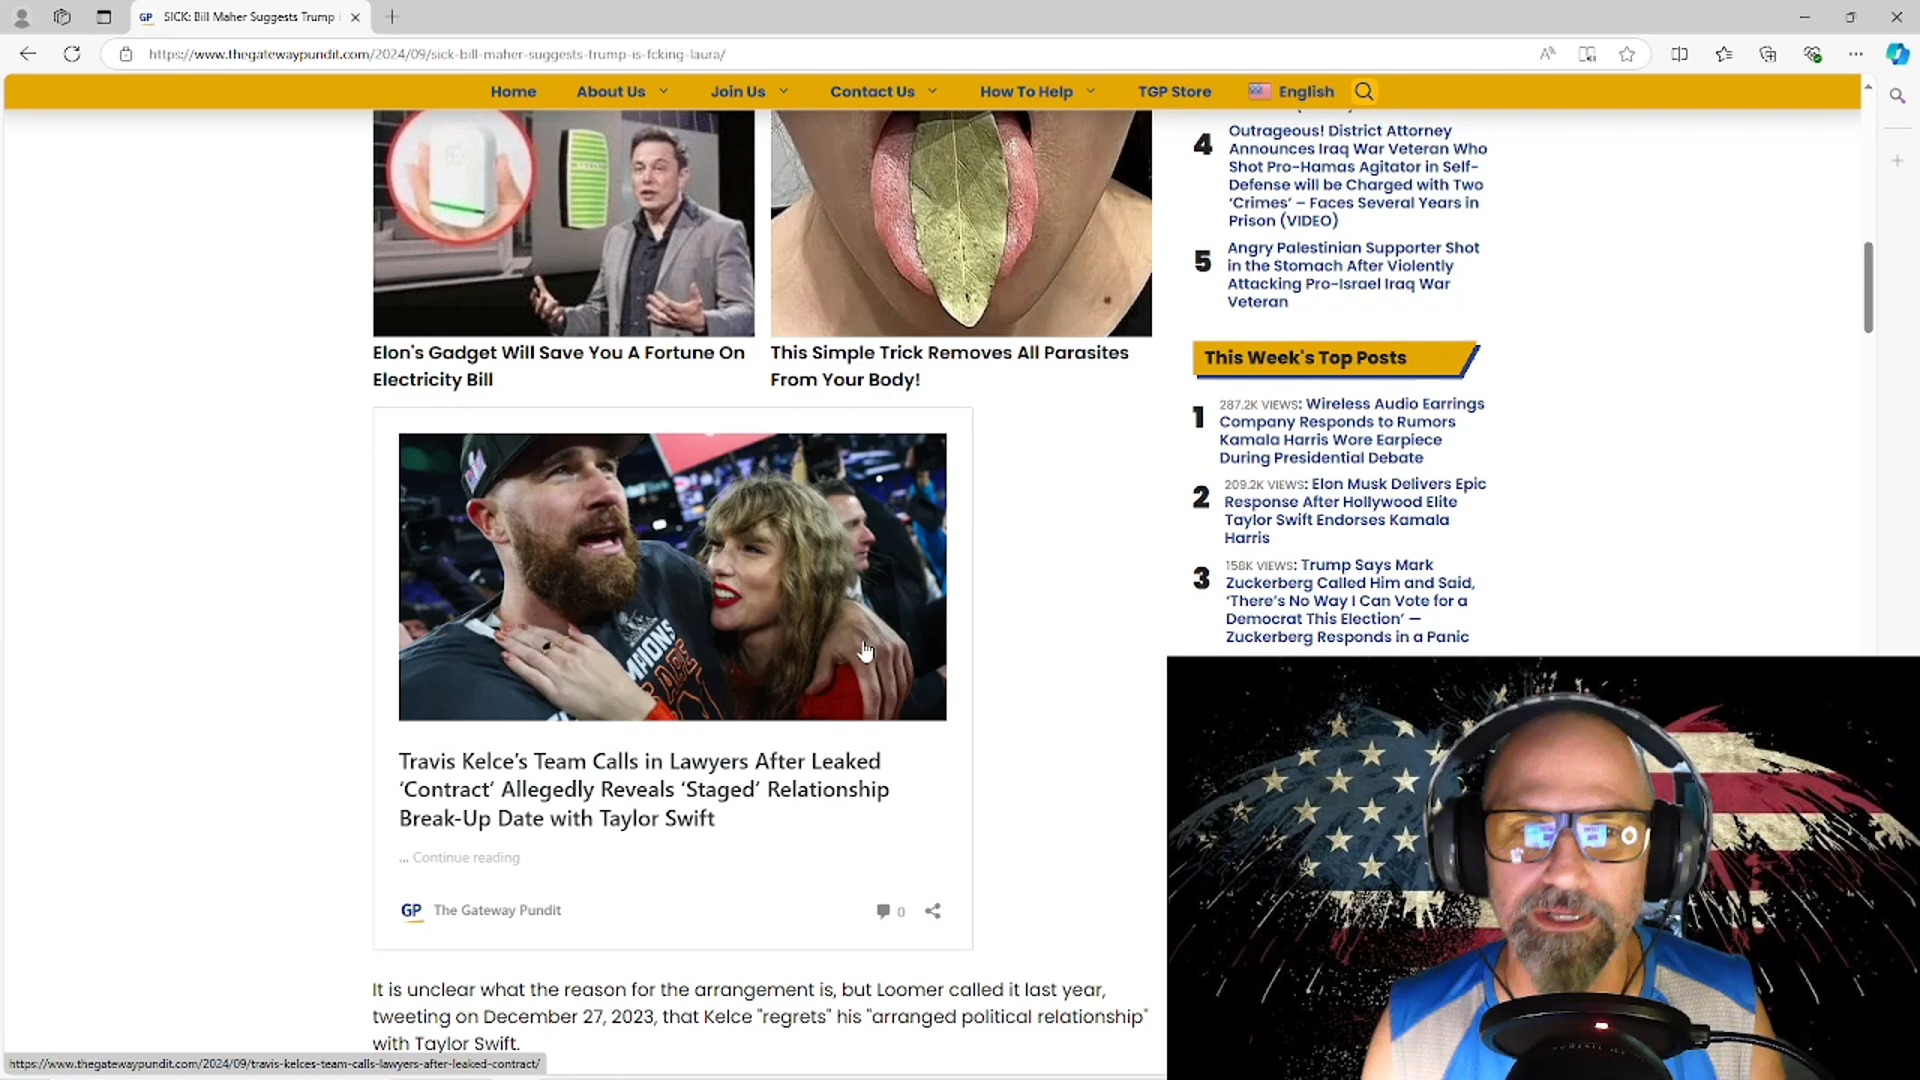 GP SICK: Bill Maher Suggests Trump i
https://www.thegatewaypundit.com/2024/09/sick-bill-maher-suggests-trump-is-fcking-laura/
Home About Us Join Us Contact Us How To Help TGP Store English
Elon's Gadget Will Save You A Fortune On
Electricity Bill
This Simple Trick Removes All Parasites
From Your Body!
MPIONS
Travis Kelce's Team Calls in Lawyers After Leaked
'Contract' Allegedly Reveals 'Staged' Relationship
Break-Up Date with Taylor Swift
... Continue reading
GP The Gateway Pundit 0
It is unclear what the reason for the arrangement is, but Loomer called it last year,
tweeting on December 27, 2023, that Kelce "regrets" his "arranged political relationship"
with Taylor Swift.
https://www.thegatewaypundit.com/2024/09/travis-kelces-team-calls-lawyers-after-leaked-contract/
4 Outrageous! District Attorney
Announces Iraq War Veteran Who
Shot Pro-Hamas Agitator in Self-
Defense will be Charged with Two
'Crimes' – Faces Several Years in
Prison (VIDEO)
5 Angry Palestinian Supporter Shot
in the Stomach After Violently
Attacking Pro-Israel Iraq War
Veteran
This Week's Top Posts
1 287.2K VIEWS: Wireless Audio Earrings
Company Responds to Rumors
Kamala Harris Wore Earpiece
During Presidential Debate
2 209.2K VIEWS: Elon Musk Delivers Epic
Response After Hollywood Elite
Taylor Swift Endorses Kamala
Harris
3 158K VIEWS: Trump Says Mark
Zuckerberg Called Him and Said,
'There's No Way I Can Vote for a
Democrat This Election' —
Zuckerberg Responds in a Panic